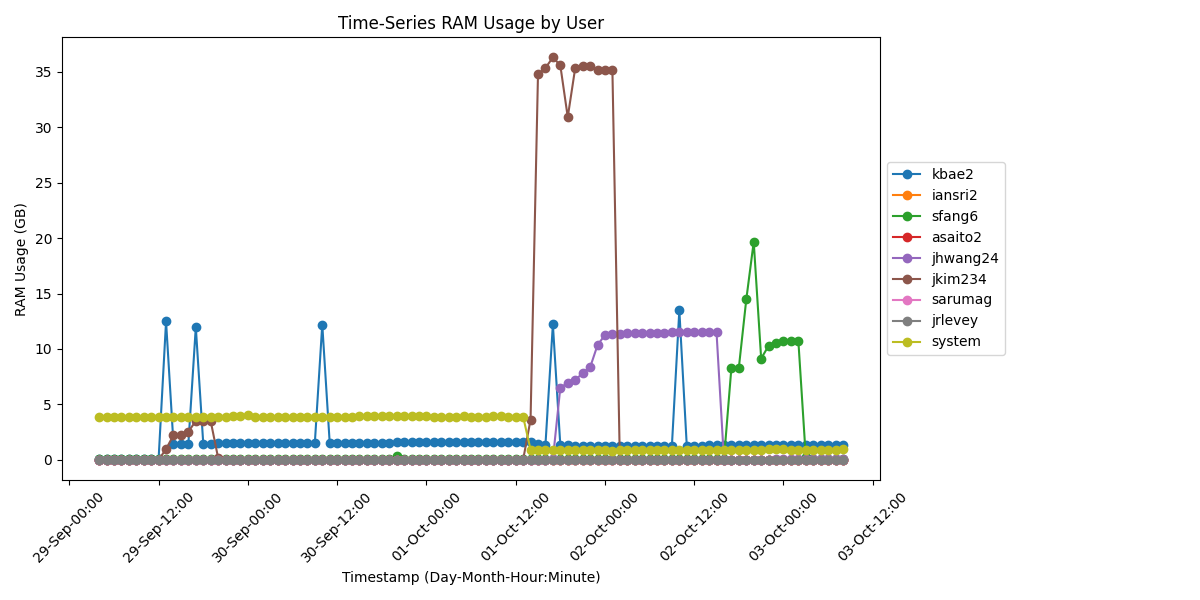 Time-Series RAM Usage by User
RAM Usage (GB)
35
30
25
20
15
10
5
0
29-Sep-00:00
29-Sep-12:00
30-Sep-00:00
30-Sep-12:00
01-Oct-00:00
01-Oct-12:00
02-Oct-00:00
02-Oct-12:00
03-Oct-00:00
03-Oct-12:00
Timestamp (Day-Month-Hour:Minute)
kbae2
iansri2
sfang6
asaito2
jhwang24
jkim234
sarumag
jrlevey
system